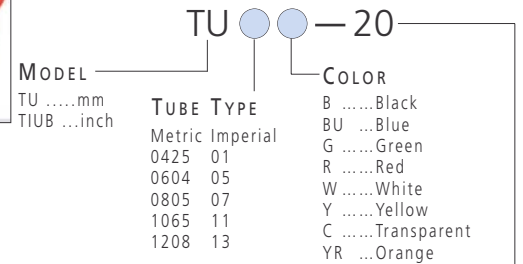 TU — 20
MODEL
TU .....mm
TIUB ...inch
TUBE TYPE
Metric Imperial
0425 01
0604 05
0805 07
1065 11
1208 13
COLOR
B ......Black
BU ...Blue
G ......Green
R ......Red
W ......White
Y ......Yellow
C ......Transparent
YR ...Orange